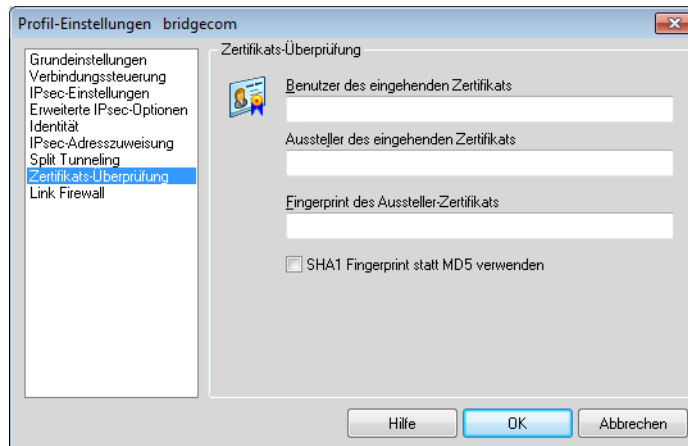 Profil-Einstellungen bridgecom
Grundeinstellungen
Verbindungssteuerung
IPsec-Einstellungen
Erweiterte IPsec-Optionen
Identität
IPsec-Adresszuweisung
Split Tunneling
Zertifikats-Überprüfung
Link Firewall
Zertifikats-Überprüfung
Benutzer des eingehenden Zertifikats
Aussteller des eingehenden Zertifikats
Fingerprint des Aussteller-Zertifikats
SHA1 Fingerprint statt MD5 verwenden
Hilfe OK Abbrechen